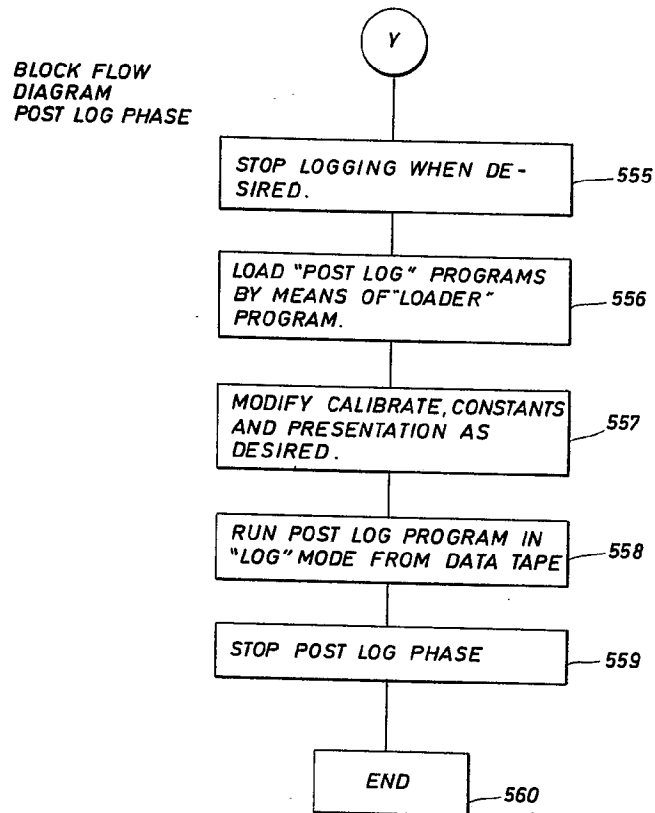 Y
BLOCK FLOW
DIAGRAM
POST LOG PHASE
STOP LOGGING WHEN DE-
SIRED.
555
LOAD "POST LOG" PROGRAMS
BY MEANS OF "LOADER"
PROGRAM.
556
MODIFY CALIBRATE, CONSTANTS
AND PRESENTATION AS
DESIRED.
557
RUN POST LOG PROGRAM IN
"LOG" MODE FROM DATA TAPE
558
STOP POST LOG PHASE
559
END
560